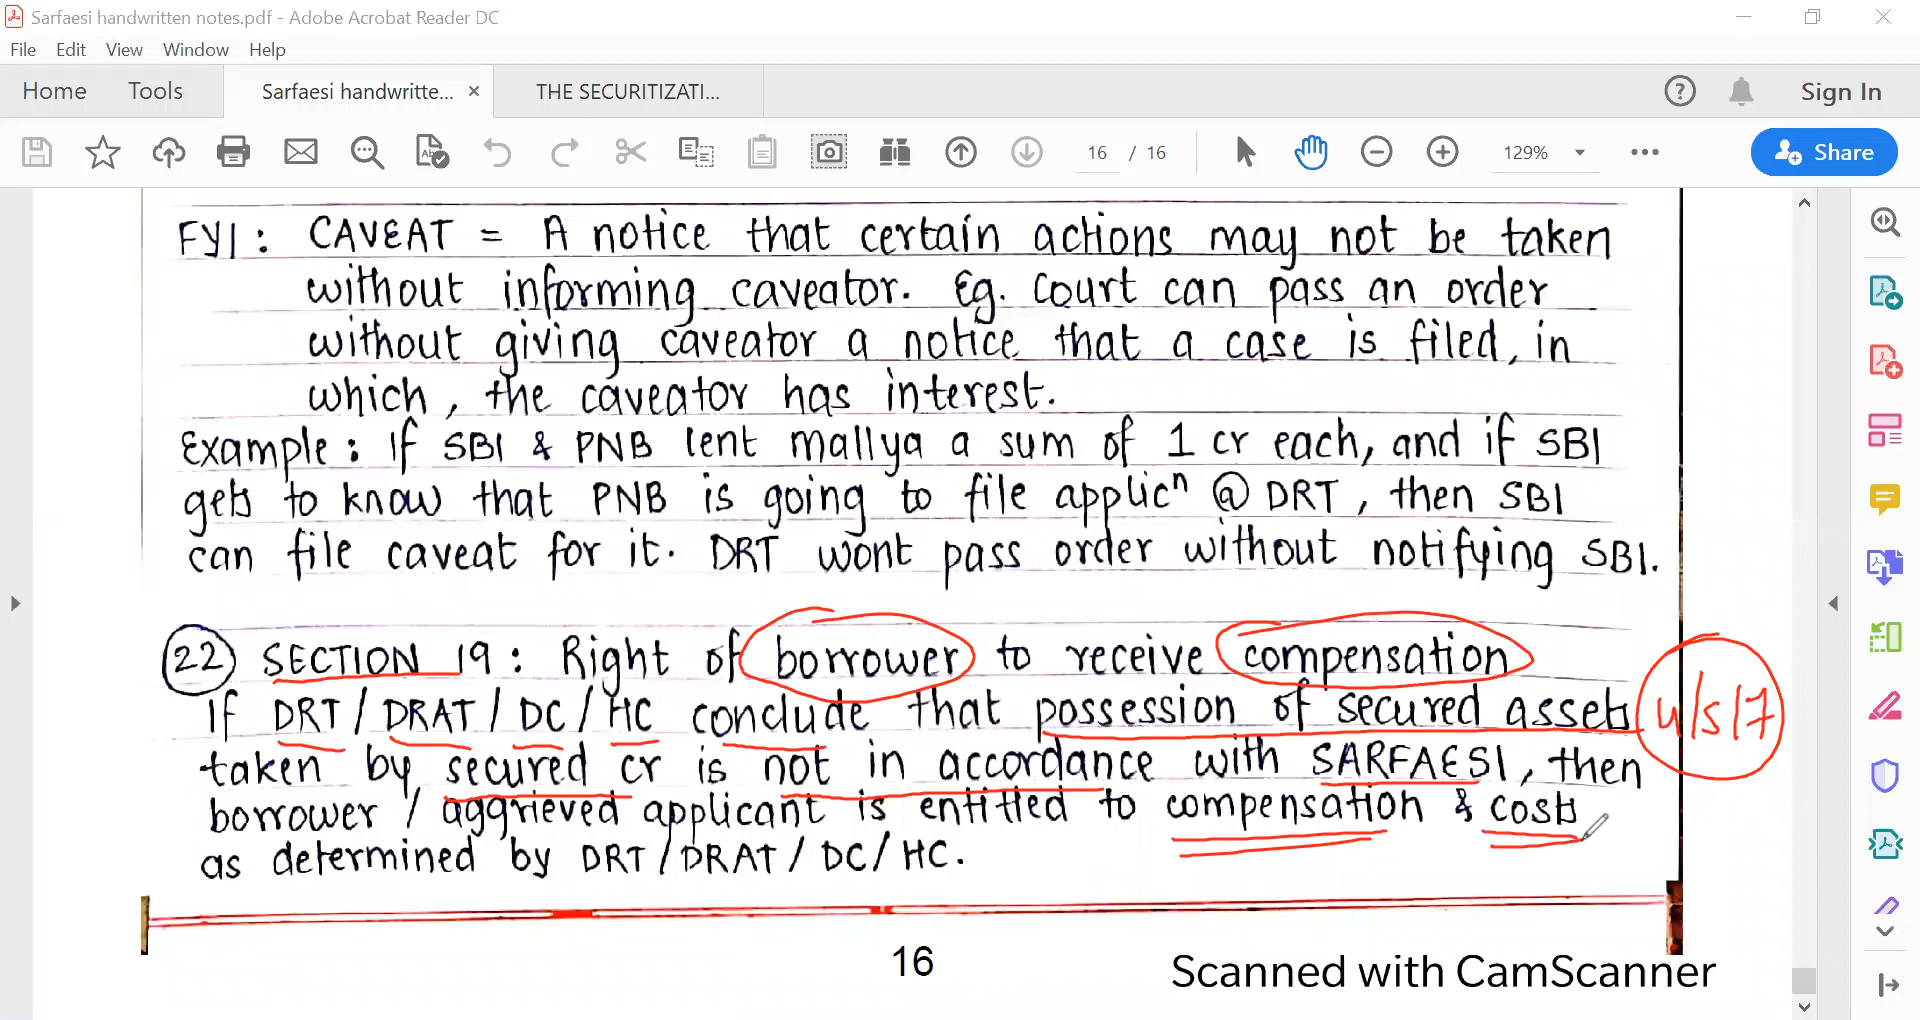 Sarfaesi handwritten notes.pdf - Adobe Acrobat Reader DC
File Edit View Window Help
Home Tools Sarfaesi handwritte... × THE SECURITIZATI... Sign In
16 / 16 129% Share
FYI : CAVEAT = A notice that certain actions may not be taken
without informing caveator. Eg. Court can pass an order
without giving caveator a notice that a case is filed, in
which, the caveator has interest.
Example : If SBI & PNB lent mallya a sum of 1 cr each, and if SBI
gets to know that PNB is going to file applicⁿ @ DRT, then SBI
can file caveat for it. DRT wont pass order without notifying SBI.
22 SECTION 19 : Right of borrower to receive compensation
If DRT / DRAT / DC / HC conclude that possession of secured assets u/s/7
taken by secured cr is not in accordance with SARFAESI, then
borrower / aggrieved applicant is entitled to compensation & costs
as determined by DRT / DRAT / DC / HC.
16
Scanned with CamScanner